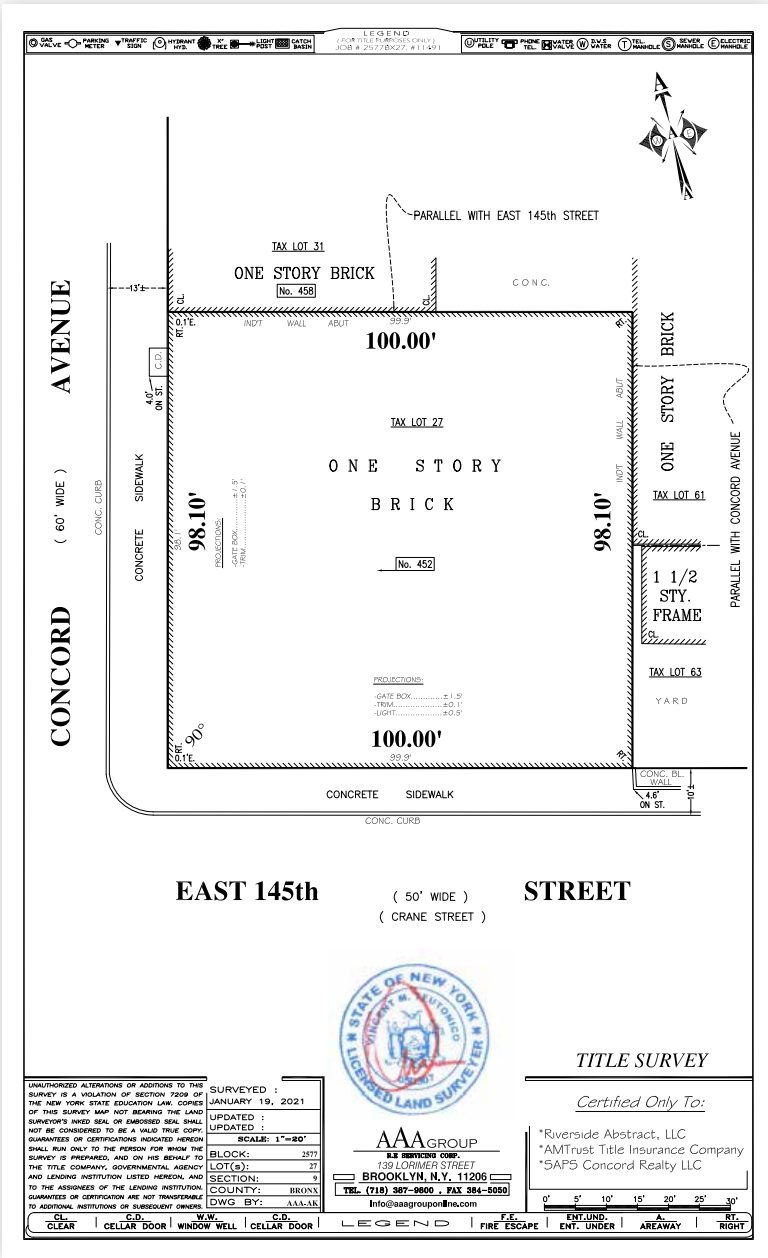 LEGEND
( FOR TITLE PURPOSES ONLY )
JOB # 2577BX27, #11491
GAS VALVE
PARKING METER
TRAFFIC SIGN
HYDRANT HYD.
TREE
LIGHT POST
CATCH BASIN
UTILITY POLE
PHONE TEL.
WATER VALVE
D.W.S WATER
TEL. MANHOLE
SEWER MANHOLE
ELECTRIC MANHOLE
A
W A E
A
PARALLEL WITH EAST 145th STREET
TAX LOT 31
ONE STORY BRICK
No. 458
CONC.
13'±
CL.
CL.
0.1'E.
RT.
IND'T WALL ABUT
99.9'
RT.
100.00'
C.D.
4.0'
ON ST.
CONCORD AVENUE
( 60' WIDE )
CONC. CURB
CONCRETE SIDEWALK
98.1'
98.10'
PROJECTIONS:
-GATE BOX............±1.5'
-TRIM....................±0.1'
TAX LOT 27
ONE STORY
BRICK
No. 452
IND'T WALL ABUT
98.10'
ONE STORY BRICK
TAX LOT 61
CL.
PARALLEL WITH CONCORD AVENUE
1 1/2
STY.
FRAME
CL.
TAX LOT 63
YARD
PROJECTIONS:
-GATE BOX............±1.5'
-TRIM....................±0.1'
-LIGHT..................±0.5'
90°
RT.
0.1'E.
100.00'
99.9'
RT.
CONC. BL.
WALL
4.6'
ON ST.
10'±
CONCRETE SIDEWALK
CONC. CURB
EAST 145th STREET
( 50' WIDE )
( CRANE STREET )
STATE OF NEW YORK
VINCENT M. TEUTONICO
LICENSED LAND SURVEYER
TITLE SURVEY
Certified Only To:
*Riverside Abstract, LLC
*AMTrust Title Insurance Company
*SAPS Concord Realty LLC
0' 5' 10' 15' 20' 25' 30'
UNAUTHORIZED ALTERATIONS OR ADDITIONS TO THIS
SURVEY IS A VIOLATION OF SECTION 7209 OF
THE NEW YORK STATE EDUCATION LAW. COPIES
OF THIS SURVEY MAP NOT BEARING THE LAND
SURVEYOR'S INKED SEAL OR EMBOSSED SEAL SHALL
NOT BE CONSIDERED TO BE A VALID TRUE COPY.
GUARANTEES OR CERTIFICATIONS INDICATED HEREON
SHALL RUN ONLY TO THE PERSON FOR WHOM THE
SURVEY IS PREPARED, AND ON HIS BEHALF TO
THE TITLE COMPANY, GOVERNMENTAL AGENCY
AND LENDING INSTITUTION LISTED HEREON, AND
TO THE ASSIGNEES OF THE LENDING INSTITUTION.
GUARANTEES OR CERTIFICATION ARE NOT TRANSFERABLE
TO ADDITIONAL INSTITUTIONS OR SUBSEQUENT OWNERS.
SURVEYED :
JANUARY 19, 2021
UPDATED :
UPDATED :
SCALE: 1"=20'
BLOCK: 2577
LOT(s): 27
SECTION: 9
COUNTY: BRONX
DWG BY: AAA-AK
AAA GROUP
R.E SERVICING CORP.
139 LORIMER STREET
BROOKLYN, N.Y. 11206
TEL. (718) 387-9600 , FAX 384-5050
Info@aaagrouponline.com
CL. CLEAR
C.D. CELLAR DOOR
W.W. WINDOW WELL
C.D. CELLAR DOOR
LEGEND
F.E. FIRE ESCAPE
ENT.UND. ENT. UNDER
A. AREAWAY
RT. RIGHT